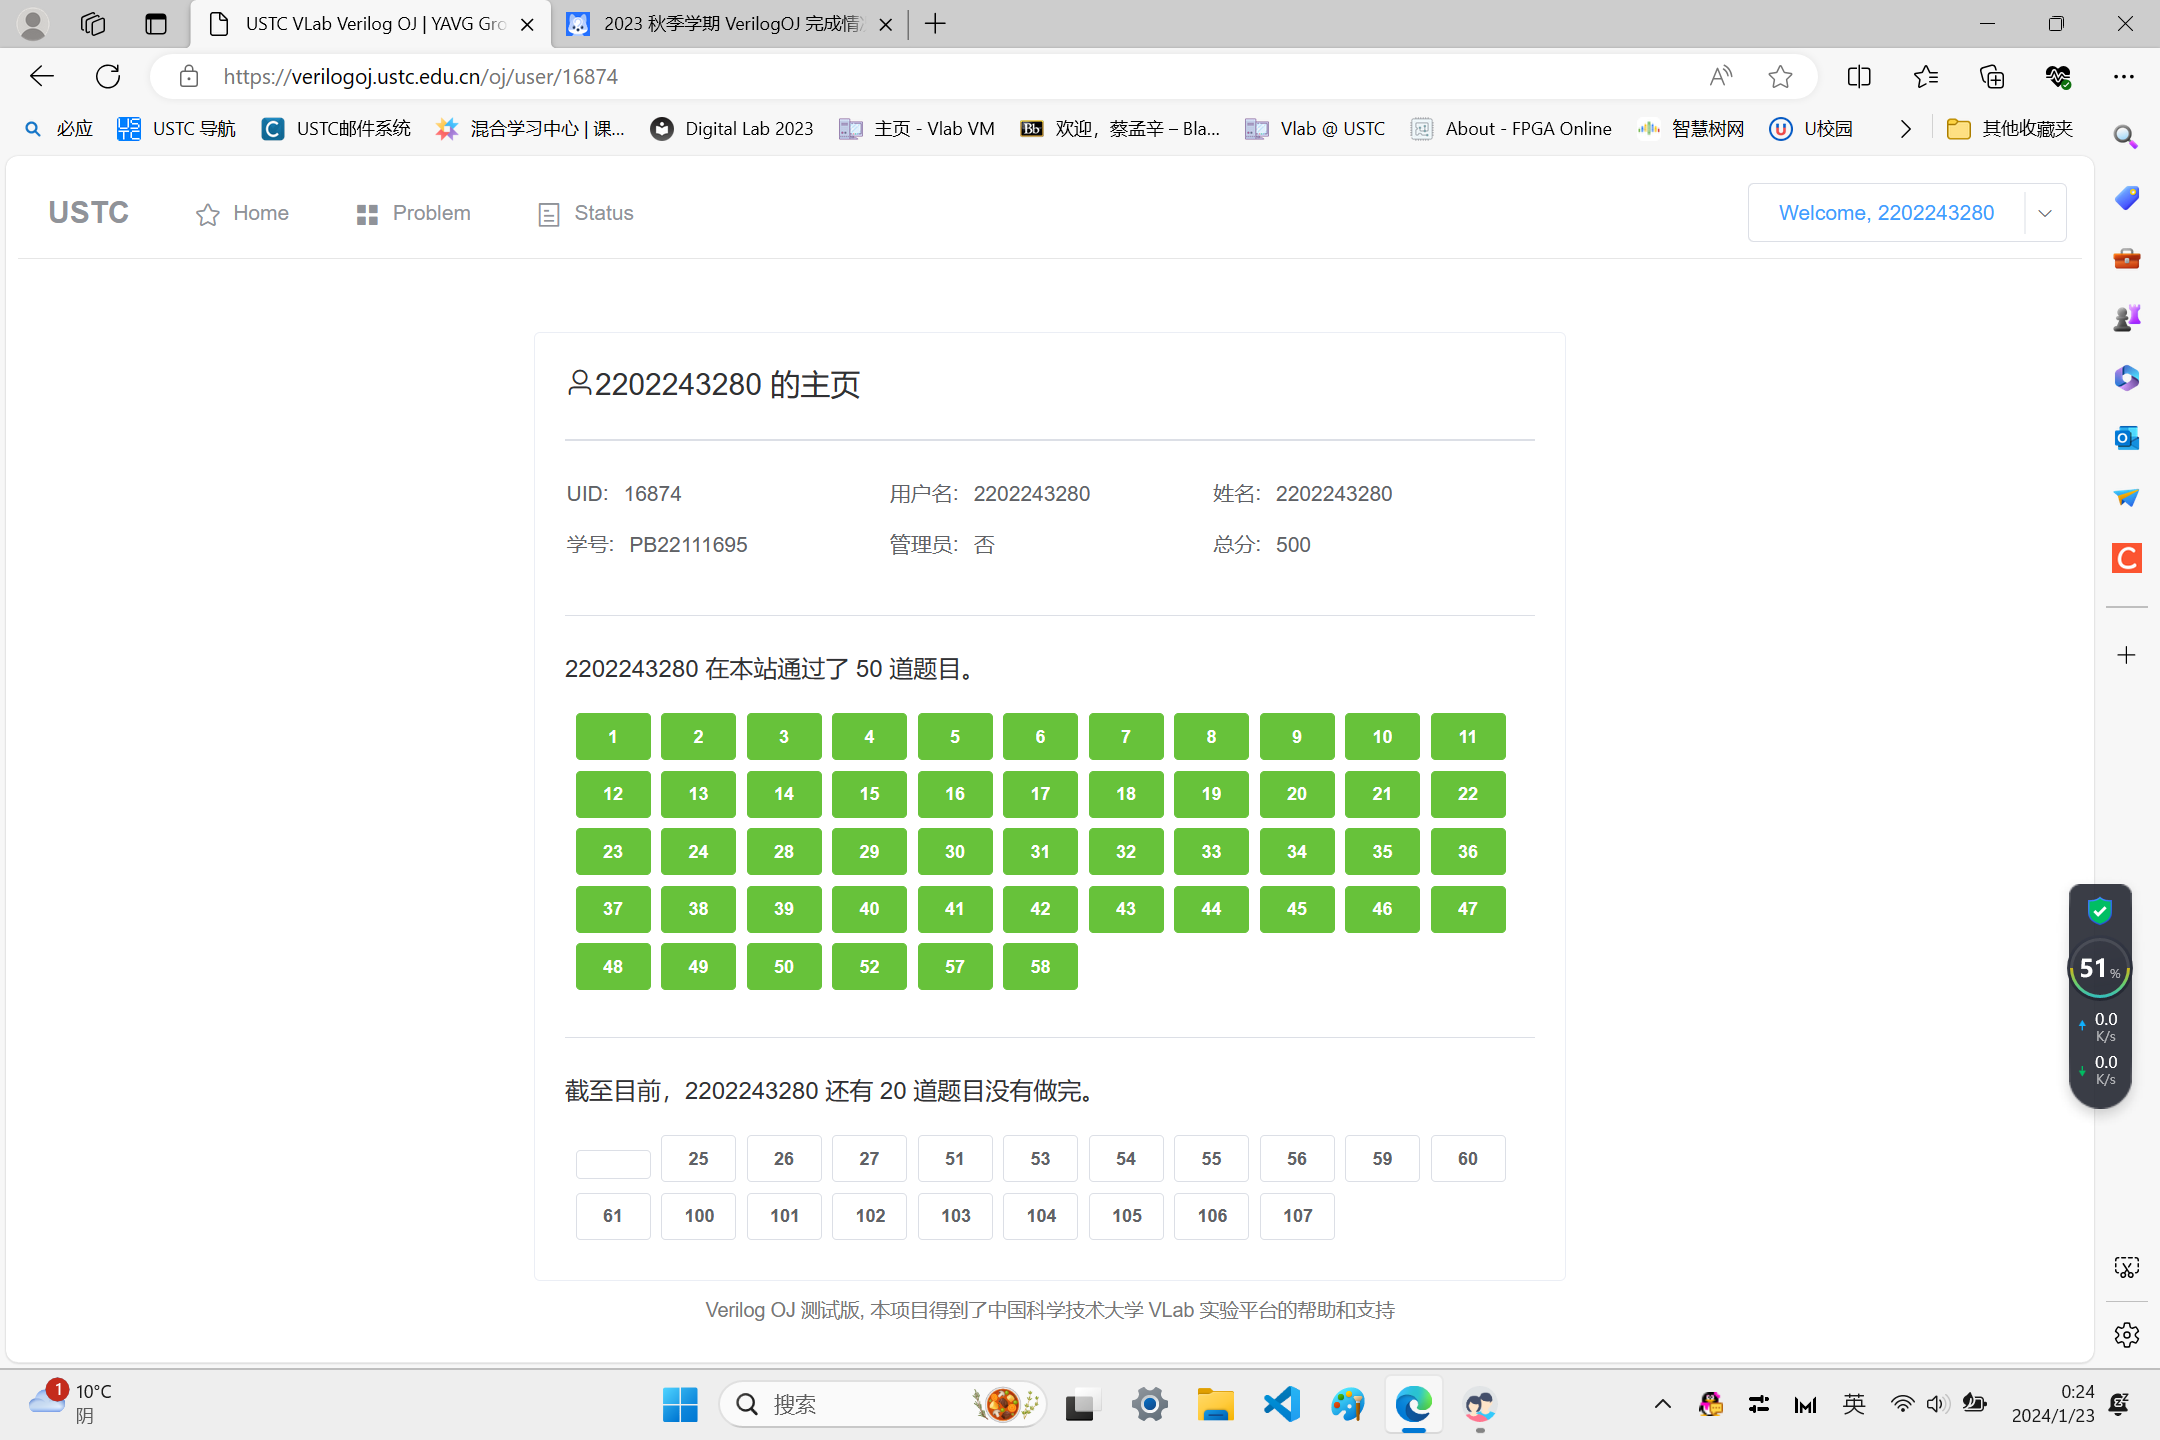 USTC VLab Verilog OJ | YAVG Gro
2023 秋季学期 VerilogOJ 完成情
https://verilogoj.ustc.edu.cn/oj/user/16874
必应
USTC 导航
USTC邮件系统
混合学习中心 | 课...
Digital Lab 2023
主页 - Vlab VM
Bb
欢迎，蔡孟辛 – Bla...
Vlab @ USTC
About - FPGA Online
智慧树网
U校园
其他收藏夹
USTC
Home
Problem
Status
Welcome, 2202243280
2202243280 的主页
UID: 16874 用户名: 2202243280 姓名: 2202243280
学号: PB22111695 管理员: 否 总分: 500
2202243280 在本站通过了 50 道题目。
1 2 3 4 5 6 7 8 9 10 11
12 13 14 15 16 17 18 19 20 21 22
23 24 28 29 30 31 32 33 34 35 36
37 38 39 40 41 42 43 44 45 46 47
48 49 50 52 57 58
截至目前，2202243280 还有 20 道题目没有做完。
25 26 27 51 53 54 55 56 59 60
61 100 101 102 103 104 105 106 107
Verilog OJ 测试版, 本项目得到了中国科学技术大学 VLab 实验平台的帮助和支持
51 %
0.0
K/s
0.0
K/s
1
10°C
阴
搜索
英
0:24
2024/1/23